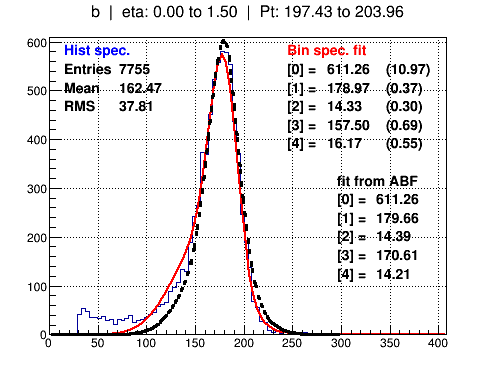 b | eta: 0.00 to 1.50 | Pt: 197.43 to 203.96
Hist spec.
Entries 7755
Mean 162.47
RMS 37.81
Bin spec. fit
[0] = 611.26 (10.97)
[1] = 178.97 (0.37)
[2] = 14.33 (0.30)
[3] = 157.50 (0.69)
[4] = 16.17 (0.55)
fit from ABF
[0] = 611.26
[1] = 179.66
[2] = 14.39
[3] = 170.61
[4] = 14.21
600
500
400
300
200
100
0
0 50 100 150 200 250 300 350 400